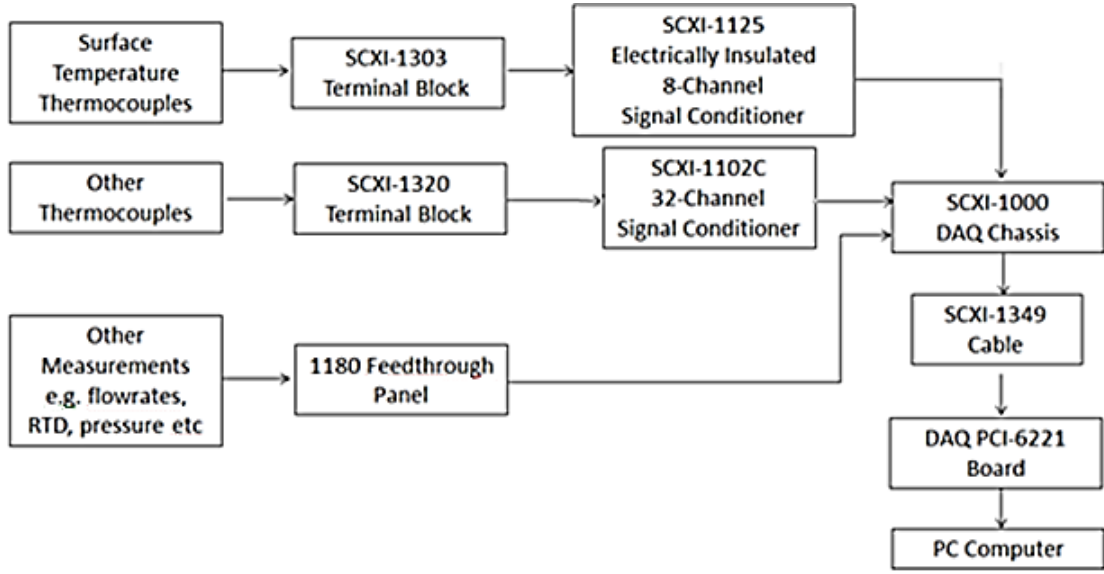 Surface
Temperature
Thermocouples
SCXI-1303
Terminal Block
SCXI-1125
Electrically Insulated
8-Channel
Signal Conditioner
Other
Thermocouples
SCXI-1320
Terminal Block
SCXI-1102C
32-Channel
Signal Conditioner
SCXI-1000
DAQ Chassis
Other
Measurements
e.g. flowrates,
RTD, pressure etc
1180 Feedthrough
Panel
SCXI-1349
Cable
DAQ PCI-6221
Board
PC Computer